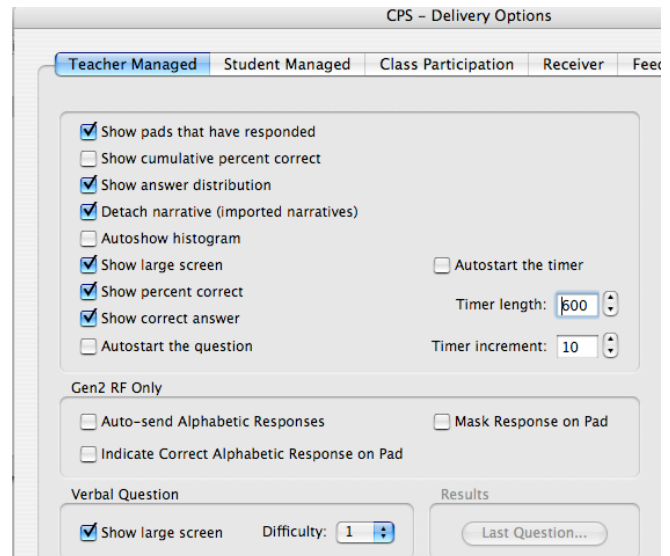 CPS – Delivery Options
Teacher Managed Student Managed Class Participation Receiver
Show pads that have responded
Show cumulative percent correct
Show answer distribution
Detach narrative (imported narratives)
Autoshow histogram
Show large screen Autostart the timer
Show percent correct Timer length: 600
Show correct answer
Autostart the question Timer increment: 10
Gen2 RF Only
Auto-send Alphabetic Responses Mask Response on Pad
Indicate Correct Alphabetic Response on Pad
Verbal Question Results
Show large screen Difficulty: 1 Last Question...